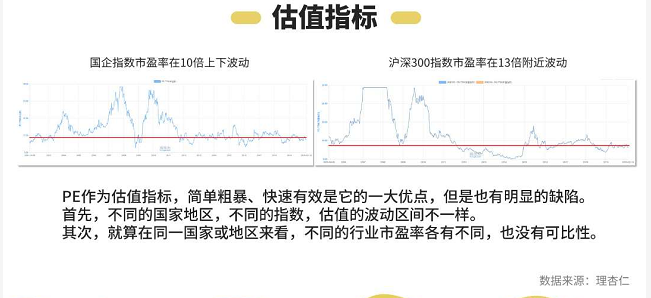 估值指标
国企指数市盈率在10倍上下波动
沪深300指数市盈率在13倍附近波动
PE作为估值指标，简单粗暴、快速有效是它的一大优点，但是也有明显的缺陷。
首先，不同的国家地区，不同的指数，估值的波动区间不一样。
其次，就算在同一国家或地区来看，不同的行业市盈率各有不同，也没有可比性。
数据来源：理杏仁